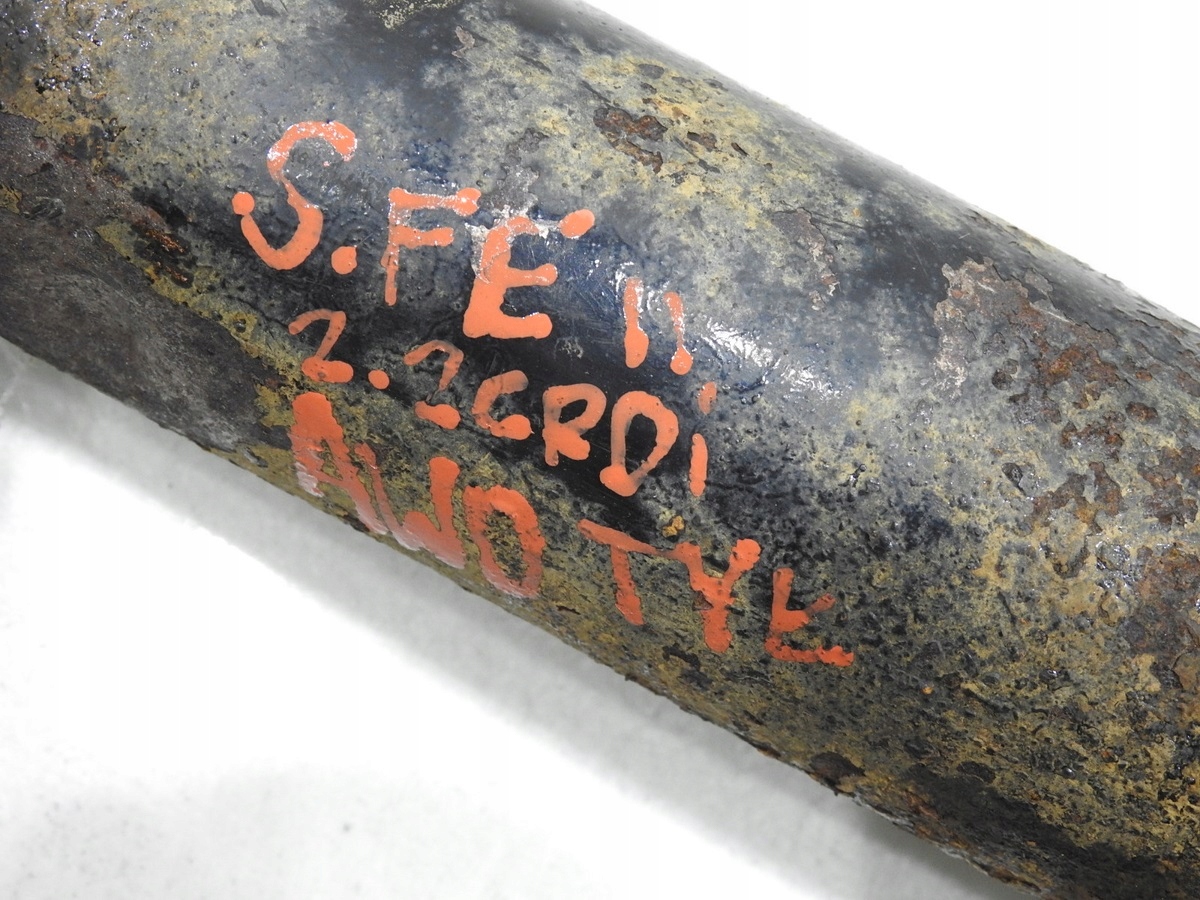 S.FE II
2.2CRDi
AWD TYŁ